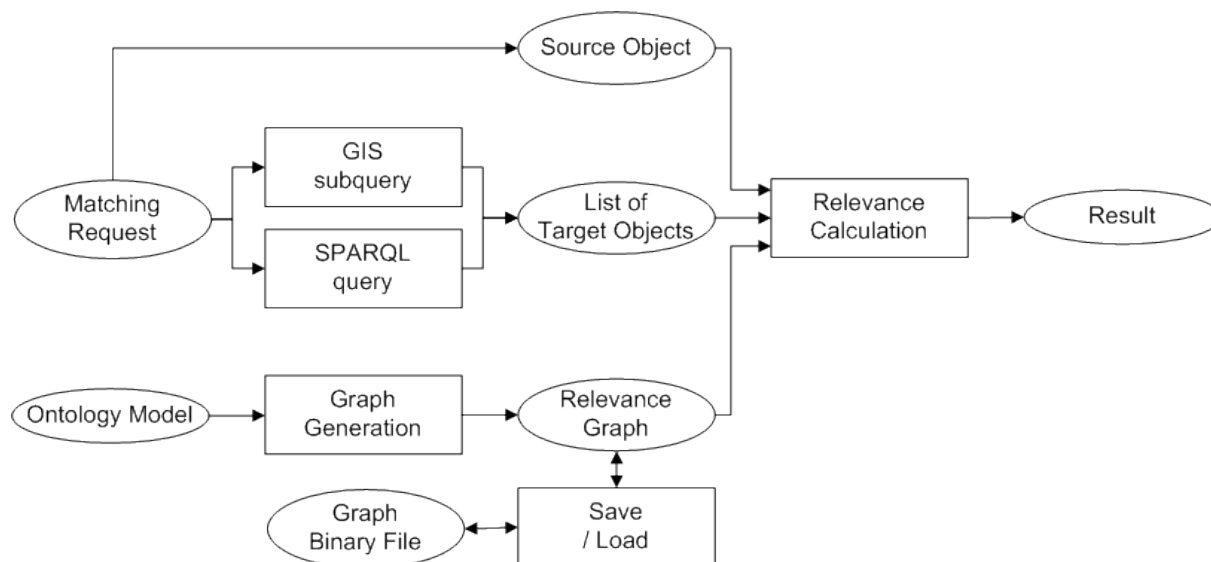 Source Object
GIS
subquery
Matching
Request
List of
Target Objects
Relevance
Calculation
Result
SPARQL
query
Ontology Model
Graph
Generation
Relevance
Graph
Graph
Binary File
Save
/ Load